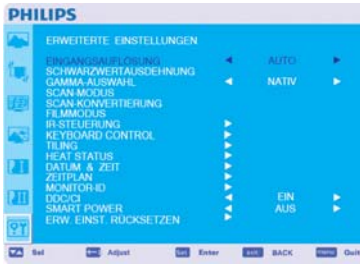 PHILIPS
ERWEITERTE EINSTELLUNGEN
EINGANGSAUFLÖSUNG AUTO
SCHWARZWERTAUSDEHNUNG
GAMMA-AUSWAHL NATIV
SCAN-MODUS
SCAN-KONVERTIERUNG
FILMMODUS
IR-STEUERUNG
KEYBOARD CONTROL
TILING
HEAT STATUS
DATUM & ZEIT
ZEITPLAN
MONITOR-ID
DDC/CI EIN
SMART POWER AUS
ERW. EINST. RÜCKSETZEN
Sel Adjust Enter EXIT BACK